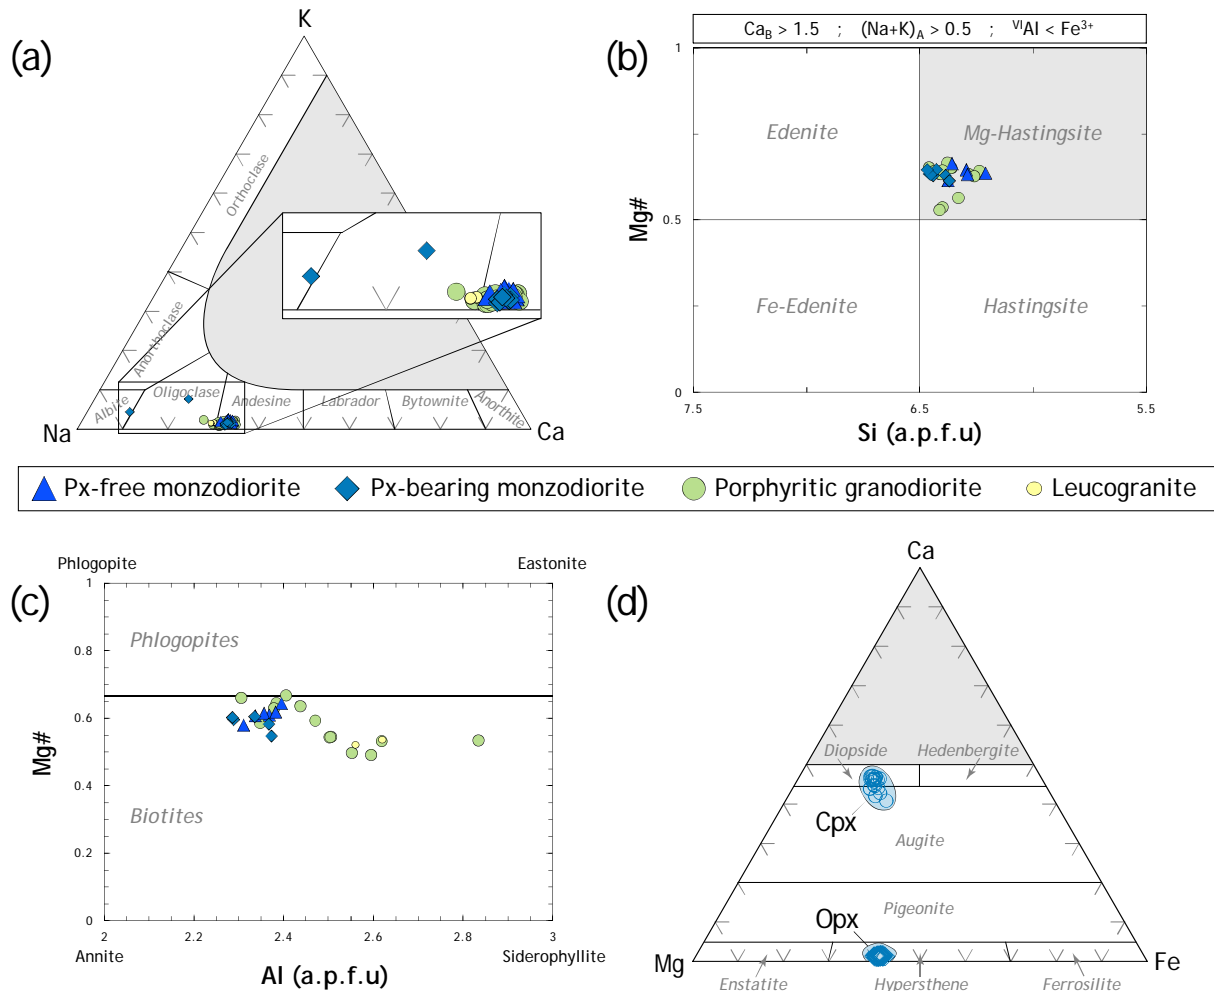 (a)
K
Orthoclase
Anorthoclase
Albite
Oligoclase
Andesine
Labrador
Bytownite
Anorthite
Na
Ca
(b)
Ca_B > 1.5 ; (Na+K)_A > 0.5 ; ^VI Al < Fe^3+
1
Edenite
Mg-Hastingsite
Mg#
0.5
Fe-Edenite
Hastingsite
0
7.5
6.5
5.5
Si (a.p.f.u)
Px-free monzodiorite
Px-bearing monzodiorite
Porphyritic granodiorite
Leucogranite
(c)
Phlogopite
Eastonite
1
Phlogopites
0.8
0.6
Mg#
0.4
Biotites
0.2
0
2
2.2
2.4
2.6
2.8
3
Annite
Siderophyllite
Al (a.p.f.u)
(d)
Ca
Diopside
Hedenbergite
Cpx
Augite
Pigeonite
Opx
Mg
Fe
Enstatite
Hypersthene
Ferrosilite